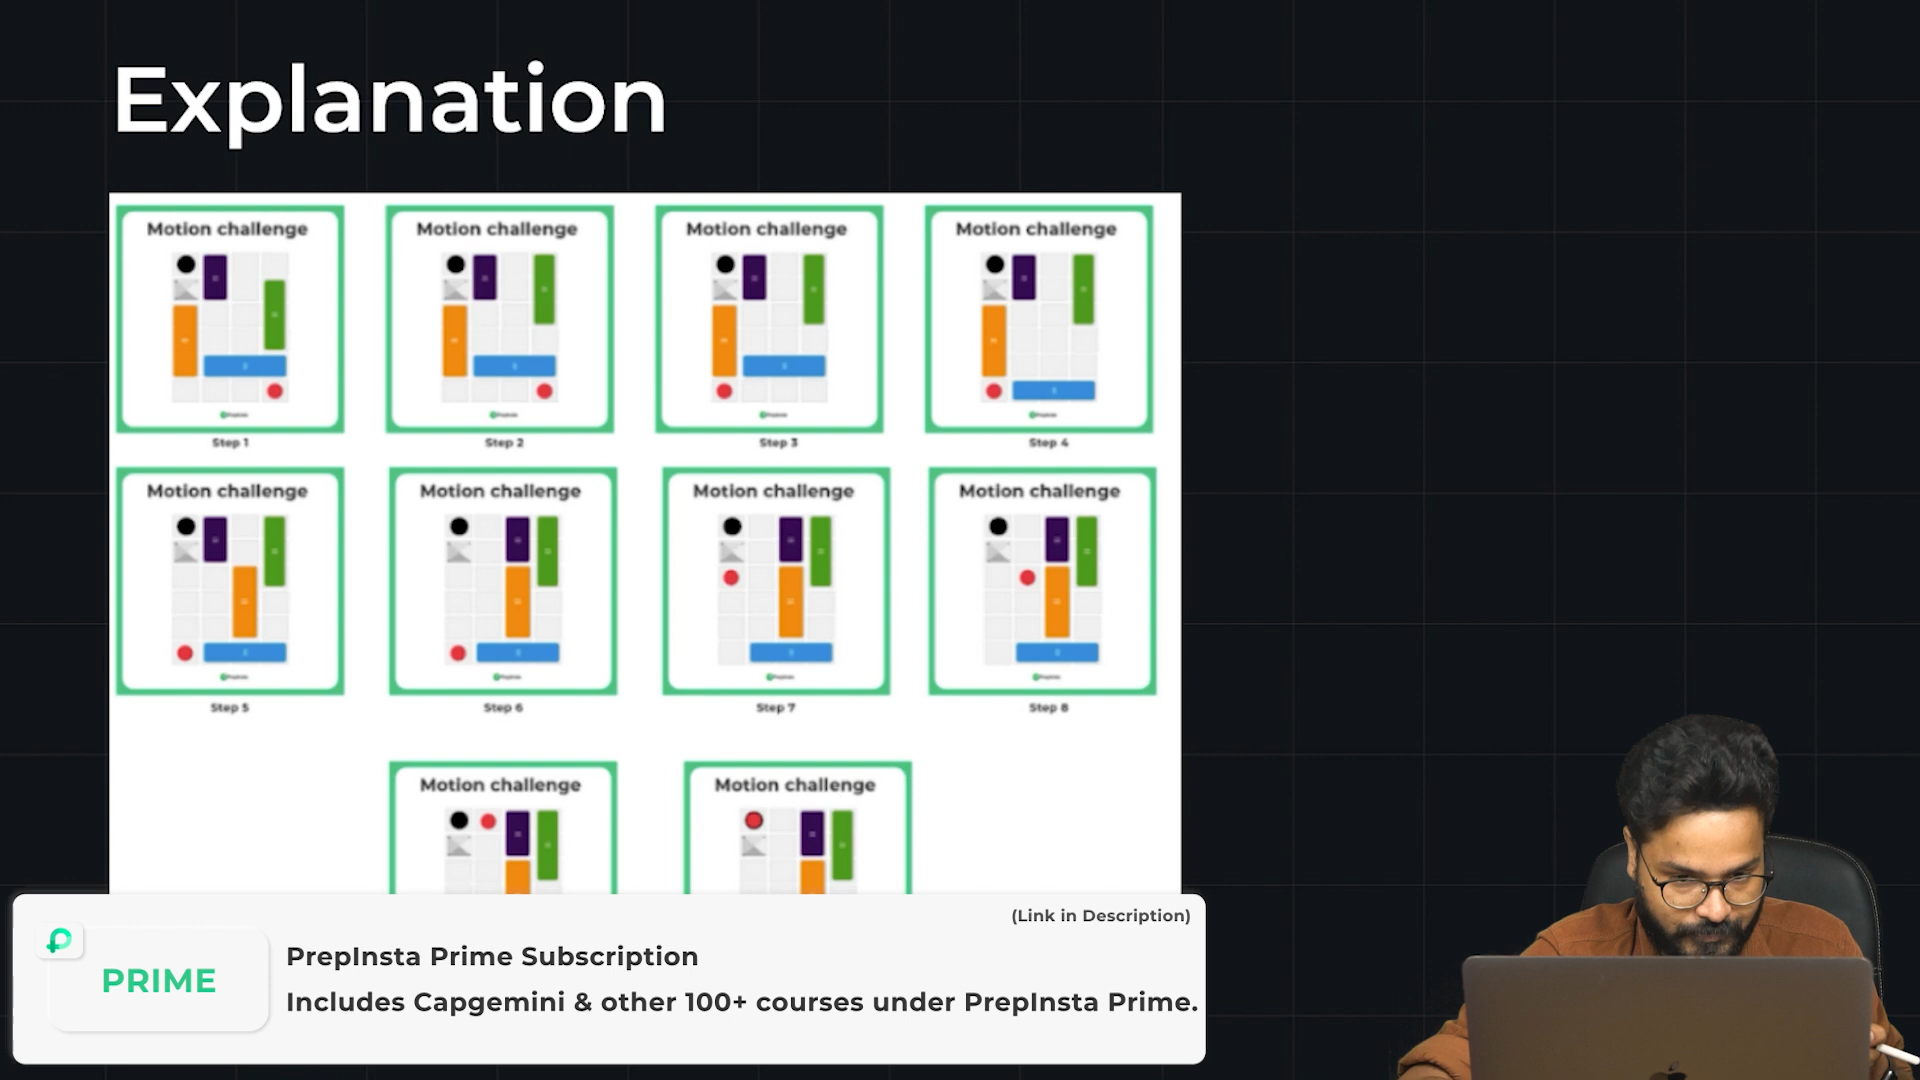 Explanation
Motion challenge
Motion challenge
Motion challenge
Motion challenge
Step 1
Step 2
Step 3
Step 4
Motion challenge
Motion challenge
Motion challenge
Motion challenge
Step 5
Step 6
Step 7
Step 8
Motion challenge
Motion challenge
(Link in Description)
PrepInsta Prime Subscription
PRIME
Includes Capgemini & other 100+ courses under PrepInsta Prime.